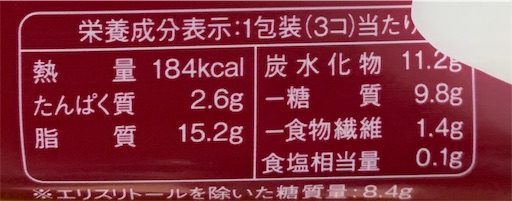 栄養成分表示:1包装(3コ)当たり
熱量 184kcal
たんぱく質 2.6g
脂質 15.2g
炭水化物 11.2g
−糖質 9.8g
−食物繊維 1.4g
食塩相当量 0.1g
※エリスリトールを除いた糖質量:8.4g